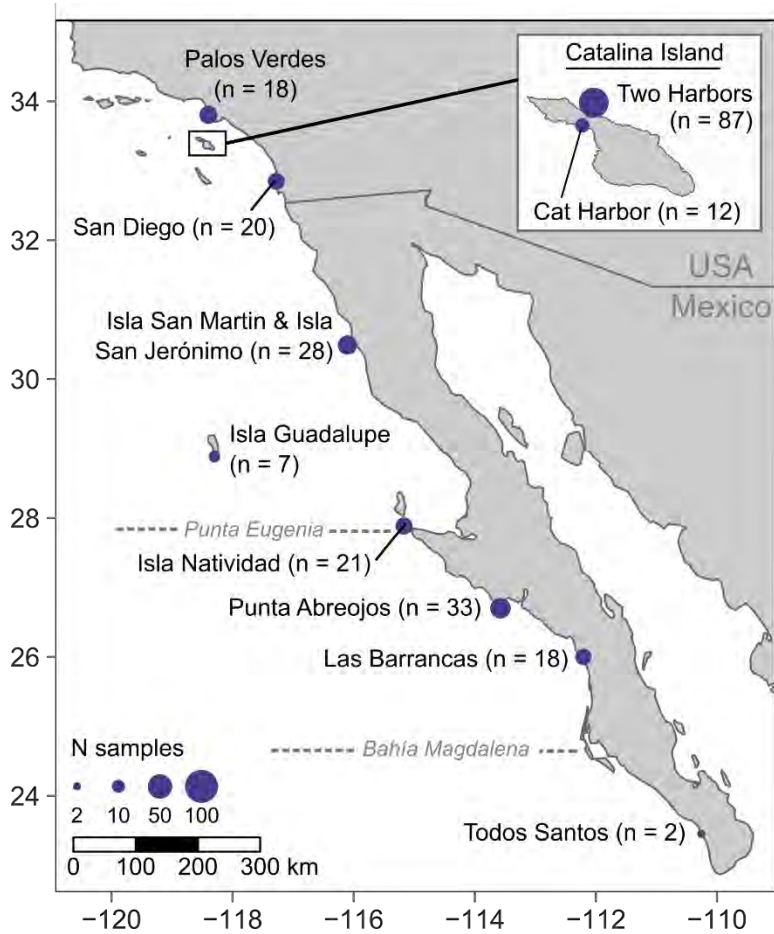 Palos Verdes
(n = 18)
Catalina Island
Two Harbors
(n = 87)
Cat Harbor (n = 12)
San Diego (n = 20)
USA
Mexico
Isla San Martin & Isla
San Jerónimo (n = 28)
Isla Guadalupe
(n = 7)
Punta Eugenia
Isla Natividad (n = 21)
Punta Abreojos (n = 33)
Las Barrancas (n = 18)
Bahía Magdalena
Todos Santos (n = 2)
N samples
2 10 50 100
0 100 200 300 km
34
32
30
28
26
24
−120 −118 −116 −114 −112 −110